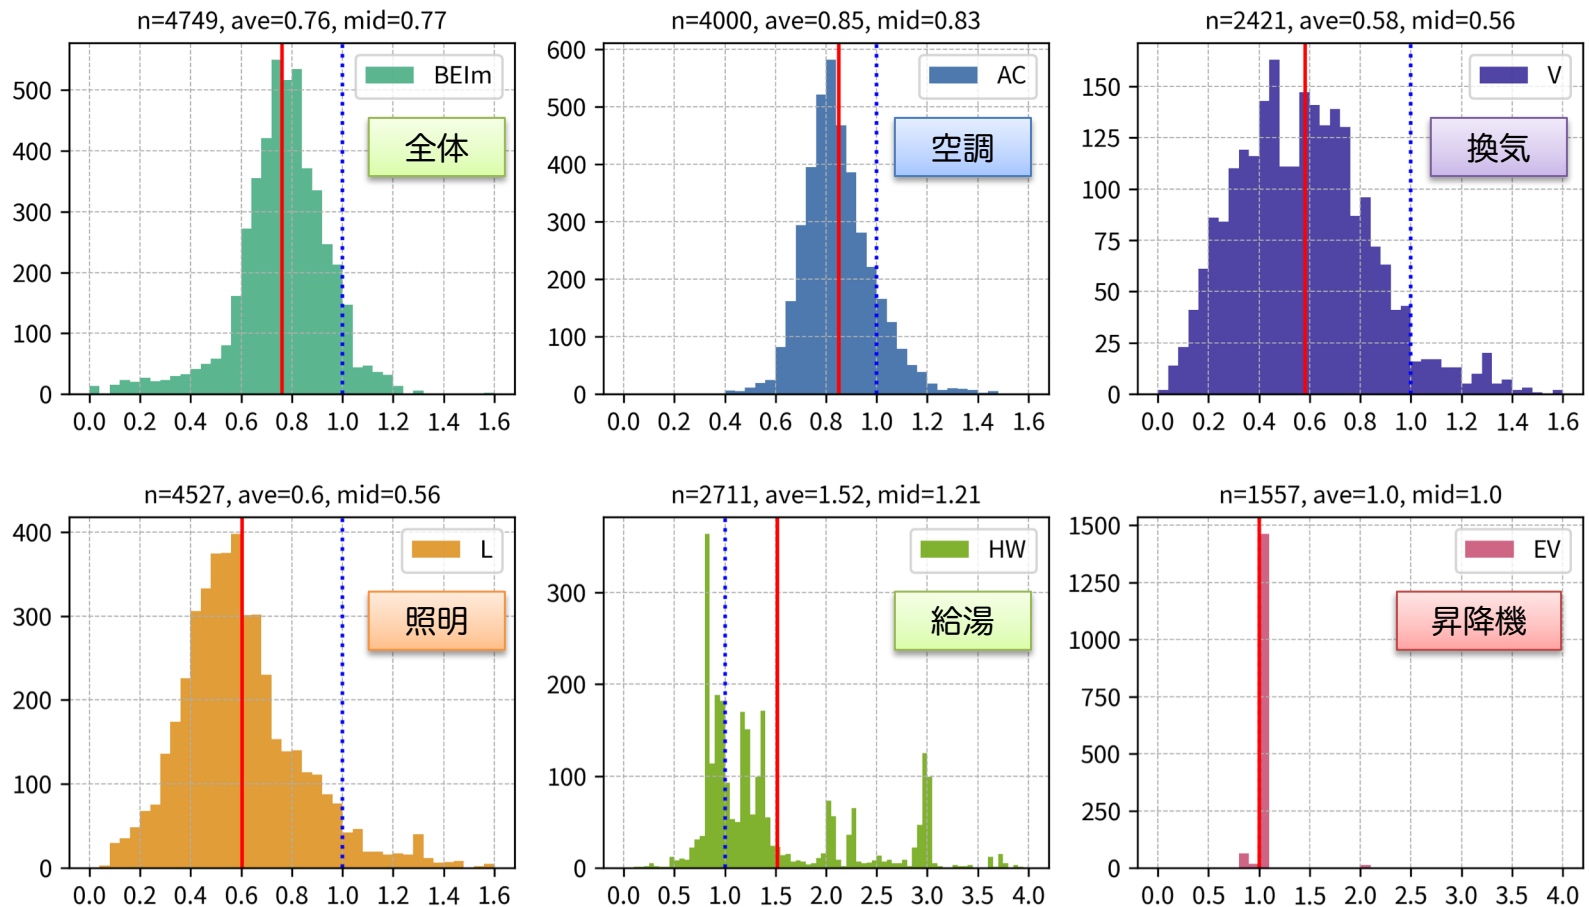 n=4749, ave=0.76, mid=0.77
BEIm
全体
500
400
300
200
100
0
0.0 0.2 0.4 0.6 0.8 1.0 1.2 1.4 1.6
n=4000, ave=0.85, mid=0.83
AC
空調
600
500
400
300
200
100
0
0.0 0.2 0.4 0.6 0.8 1.0 1.2 1.4 1.6
n=2421, ave=0.58, mid=0.56
V
換気
150
125
100
75
50
25
0
0.0 0.2 0.4 0.6 0.8 1.0 1.2 1.4 1.6
n=4527, ave=0.6, mid=0.56
L
照明
400
300
200
100
0
0.0 0.2 0.4 0.6 0.8 1.0 1.2 1.4 1.6
n=2711, ave=1.52, mid=1.21
HW
給湯
300
200
100
0
0.0 0.5 1.0 1.5 2.0 2.5 3.0 3.5 4.0
n=1557, ave=1.0, mid=1.0
EV
昇降機
1500
1250
1000
750
500
250
0
0.0 0.5 1.0 1.5 2.0 2.5 3.0 3.5 4.0